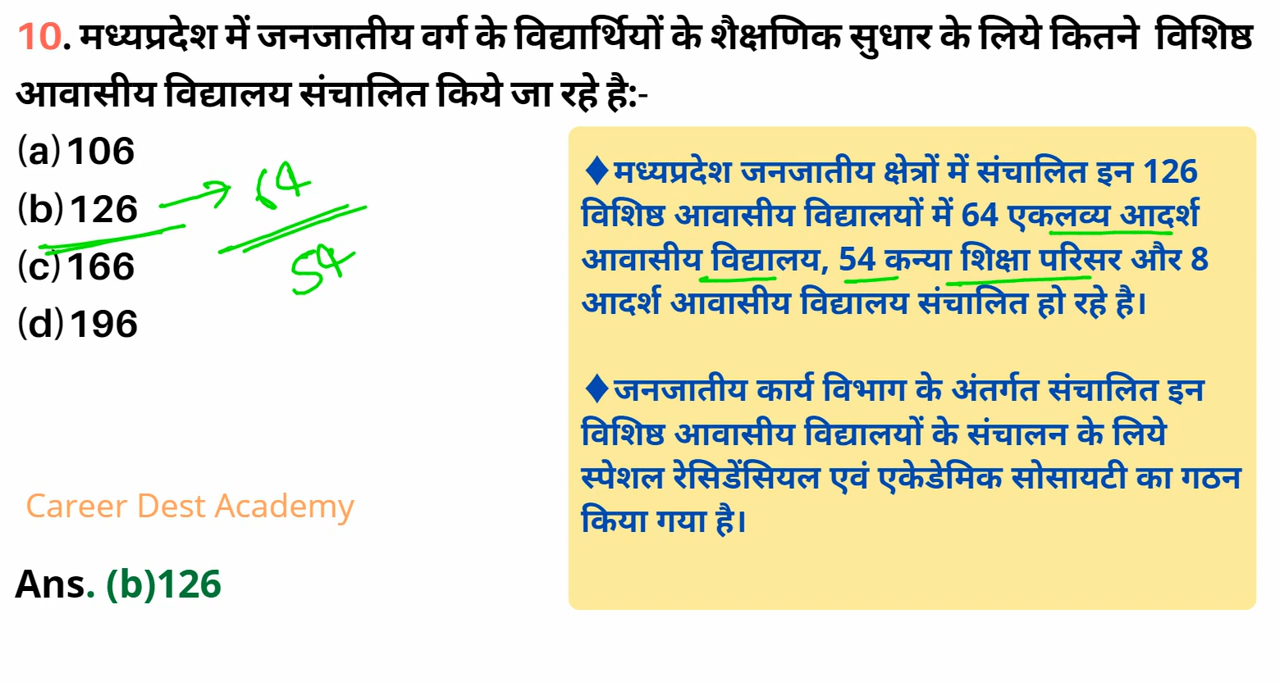 10. मध्यप्रदेश में जनजातीय वर्ग के विद्यार्थियों के शैक्षणिक सुधार के लिये कितने विशिष्ठ
आवासीय विद्यालय संचालित किये जा रहे है:-
(a) 106
(b) 126
(c) 166
(d) 196
64
54
♦मध्यप्रदेश जनजातीय क्षेत्रों में संचालित इन 126
विशिष्ठ आवासीय विद्यालयों में 64 एकलव्य आदर्श
आवासीय विद्यालय, 54 कन्या शिक्षा परिसर और 8
आदर्श आवासीय विद्यालय संचालित हो रहे है।
♦जनजातीय कार्य विभाग के अंतर्गत संचालित इन
विशिष्ठ आवासीय विद्यालयों के संचालन के लिये
स्पेशल रेसिडेंसियल एवं एकेडेमिक सोसायटी का गठन
किया गया है।
Career Dest Academy
Ans. (b)126